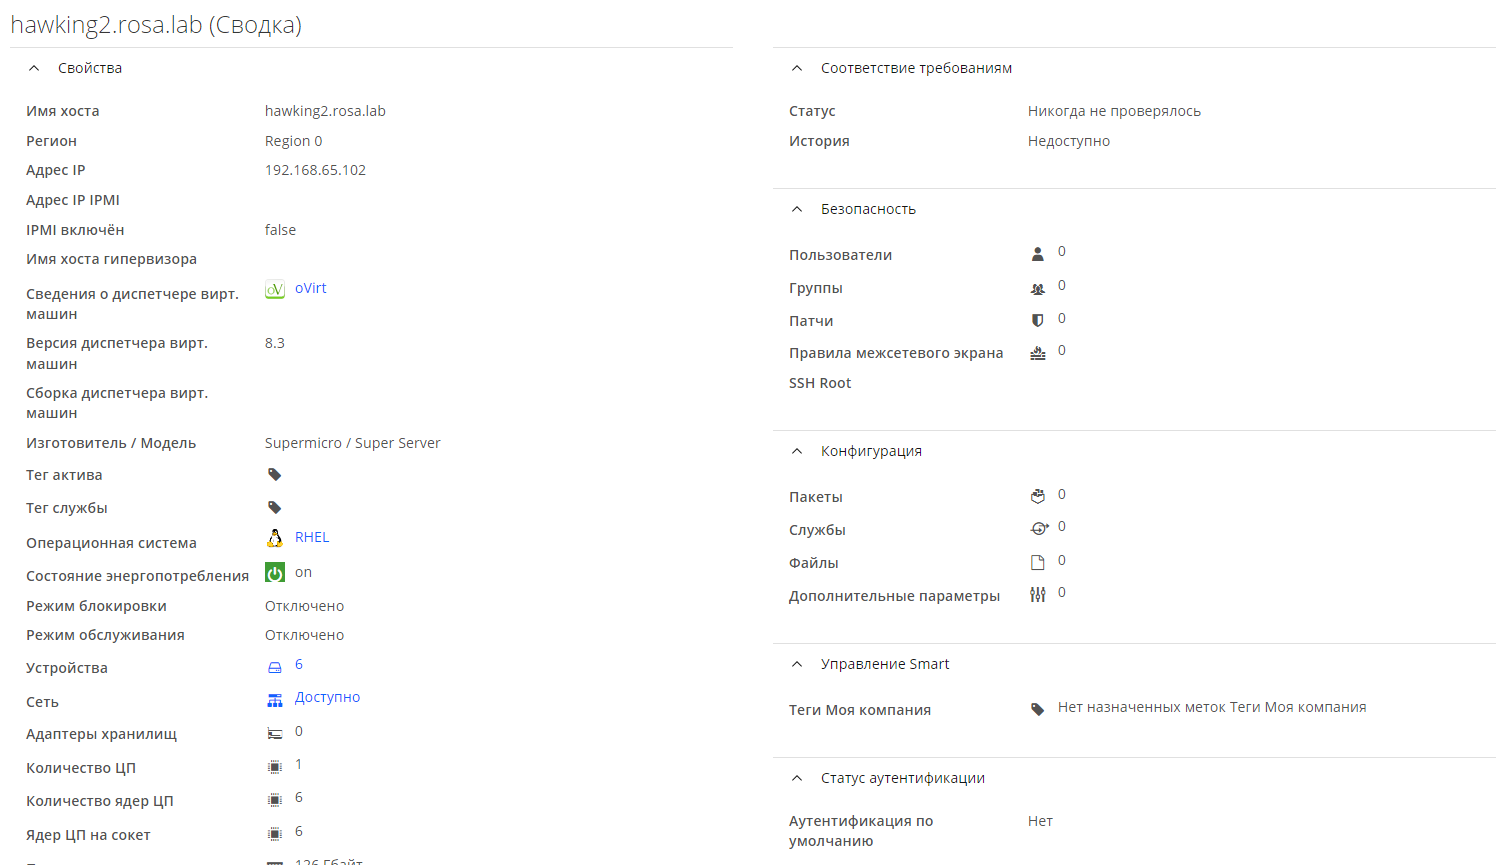 hawking2.rosa.lab (Сводка)
Свойства
Имя хоста hawking2.rosa.lab
Регион Region 0
Адрес IP 192.168.65.102
Адрес IP IPMI
IPMI включён false
Имя хоста гипервизора
Сведения о диспетчере вирт. oVirt
машин
Версия диспетчера вирт. 8.3
машин
Сборка диспетчера вирт.
машин
Изготовитель / Модель Supermicro / Super Server
Тег актива
Тег службы
Операционная система RHEL
Состояние энергопотребления on
Режим блокировки Отключено
Режим обслуживания Отключено
Устройства 6
Сеть Доступно
Адаптеры хранилищ 0
Количество ЦП 1
Количество ядер ЦП 6
Ядер ЦП на сокет 6
126 Гбайт
Соответствие требованиям
Статус Никогда не проверялось
История Недоступно
Безопасность
Пользователи 0
Группы 0
Патчи 0
Правила межсетевого экрана 0
SSH Root
Конфигурация
Пакеты 0
Службы 0
Файлы 0
Дополнительные параметры 0
Управление Smart
Теги Моя компания Нет назначенных меток Теги Моя компания
Статус аутентификации
Аутентификация по Нет
умолчанию